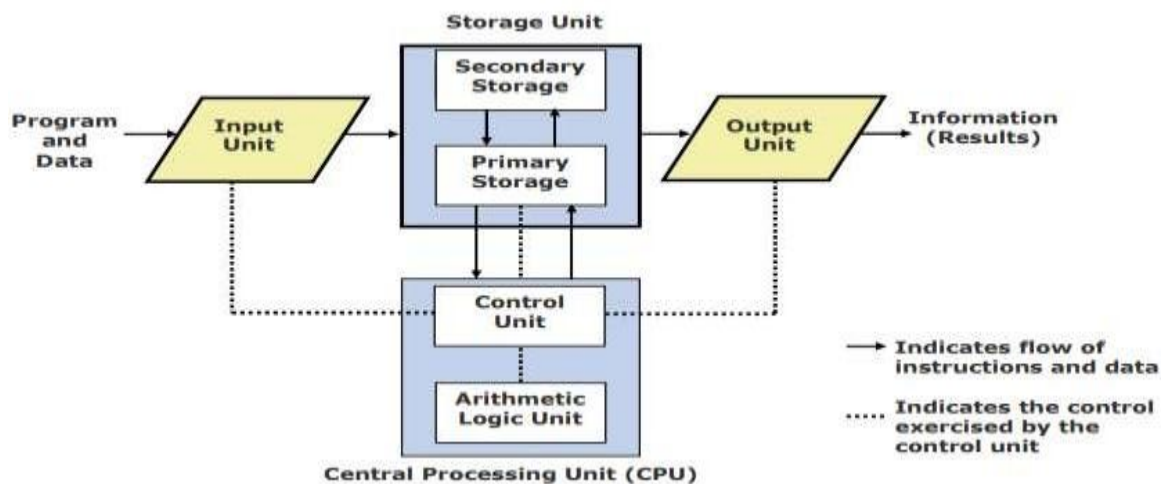 Storage Unit
Secondary
Storage
Program
and
Data
Input
Unit
Primary
Storage
Output
Unit
Information
(Results)
Control
Unit
Arithmetic
Logic Unit
Central Processing Unit (CPU)
Indicates flow of
instructions and data
Indicates the control
exercised by the
control unit